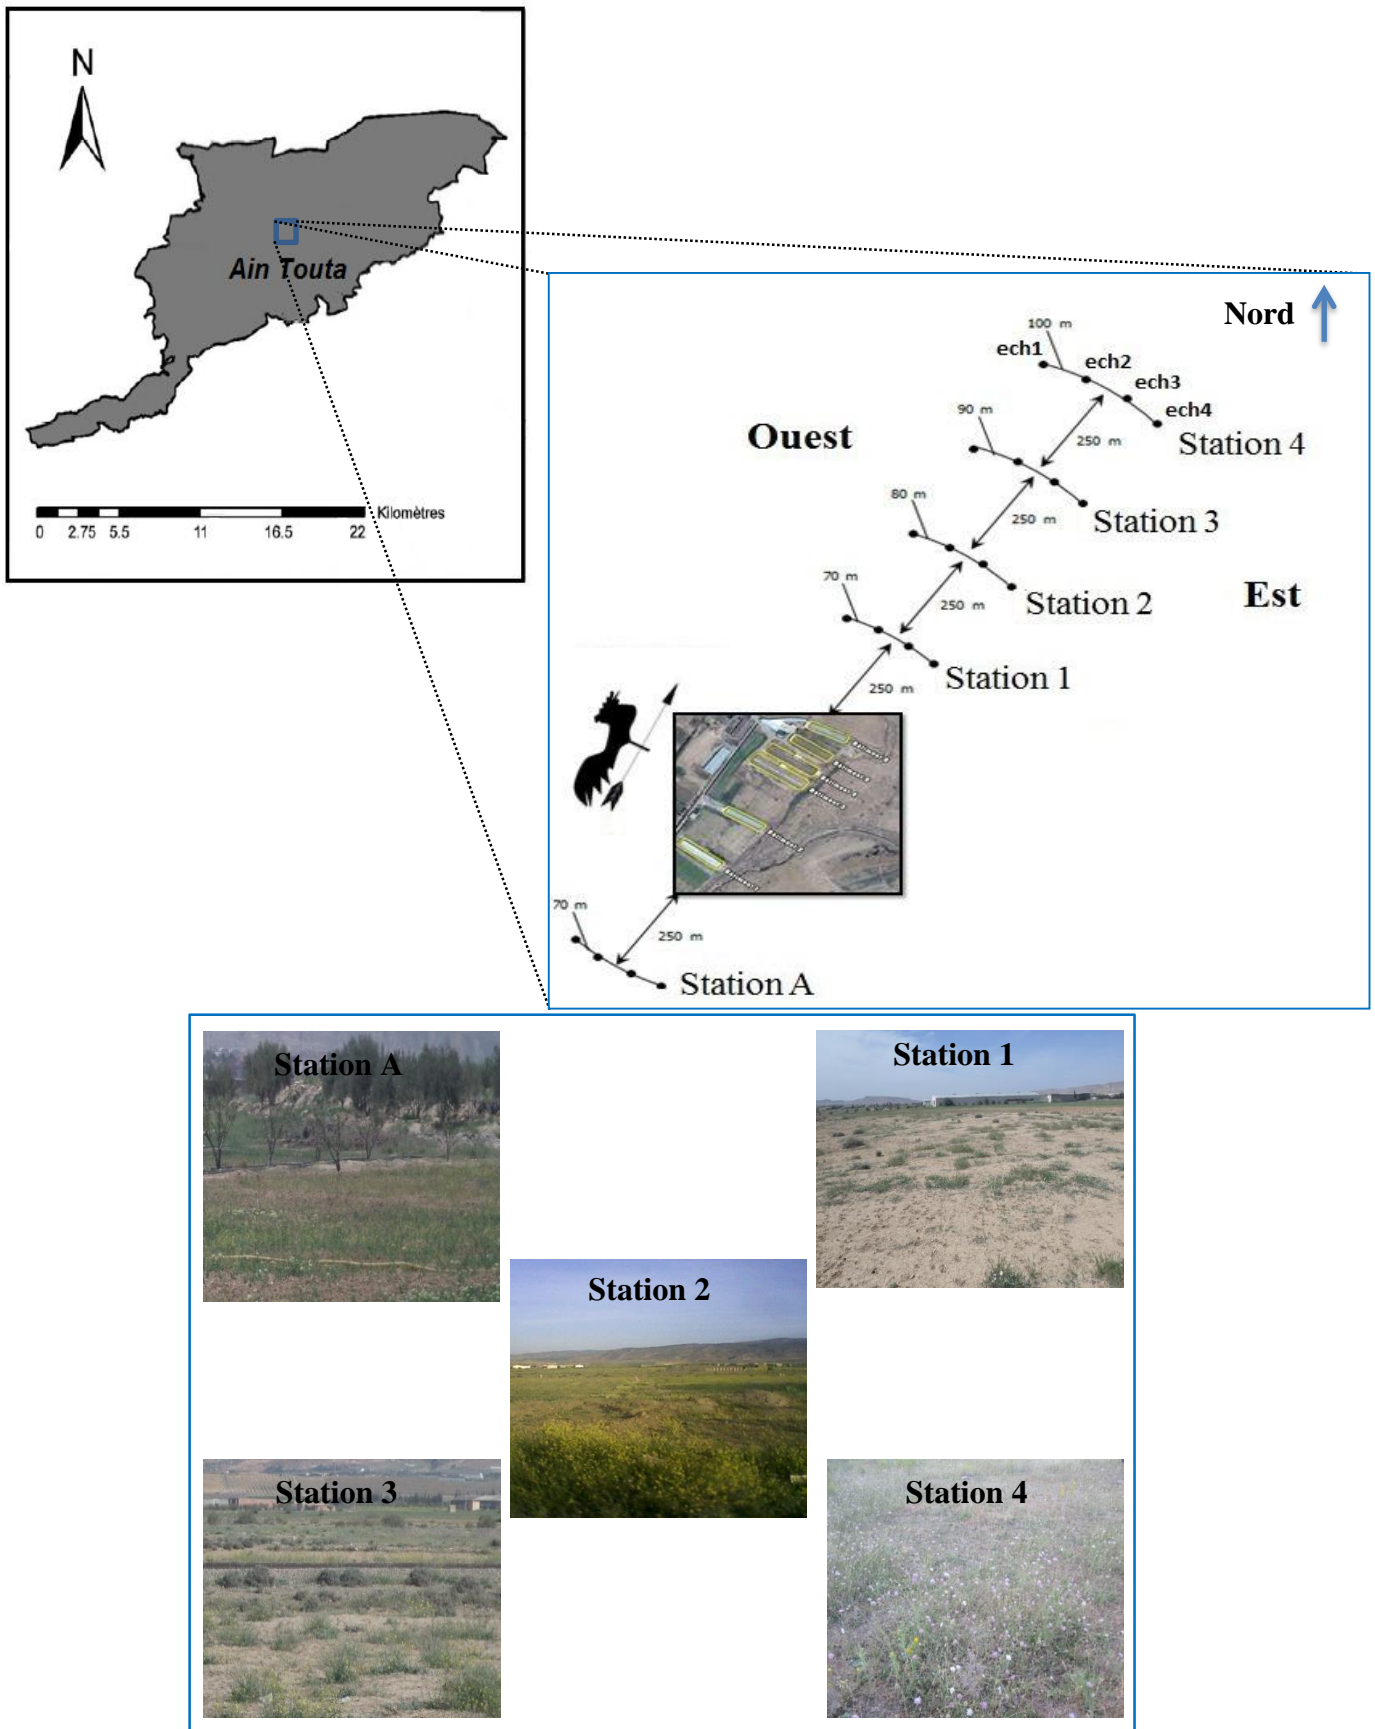 N
Ain Touta
Kilomètres
0 2.75 5.5 11 16.5 22
Nord
100 m
ech1
ech2
ech3
ech4
90 m
250 m
Station 4
Ouest
80 m
250 m
Station 3
70 m
250 m
Station 2
Est
250 m
Station 1
70 m
250 m
Station A
Station A
Station 1
Station 2
Station 3
Station 4